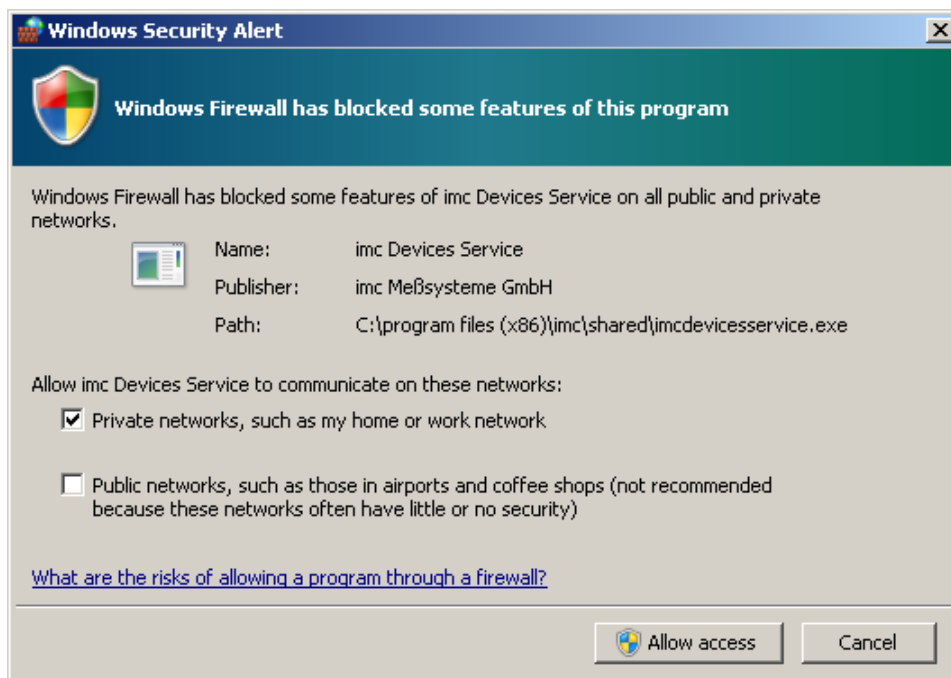 Windows Security Alert
Windows Firewall has blocked some features of this program
Windows Firewall has blocked some features of imc Devices Service on all public and private
networks.
Name: imc Devices Service
Publisher: imc Meßsysteme GmbH
Path: C:\program files (x86)\imc\shared\imcdevicesservice.exe
Allow imc Devices Service to communicate on these networks:
Private networks, such as my home or work network
Public networks, such as those in airports and coffee shops (not recommended
because these networks often have little or no security)
What are the risks of allowing a program through a firewall?
Allow access Cancel